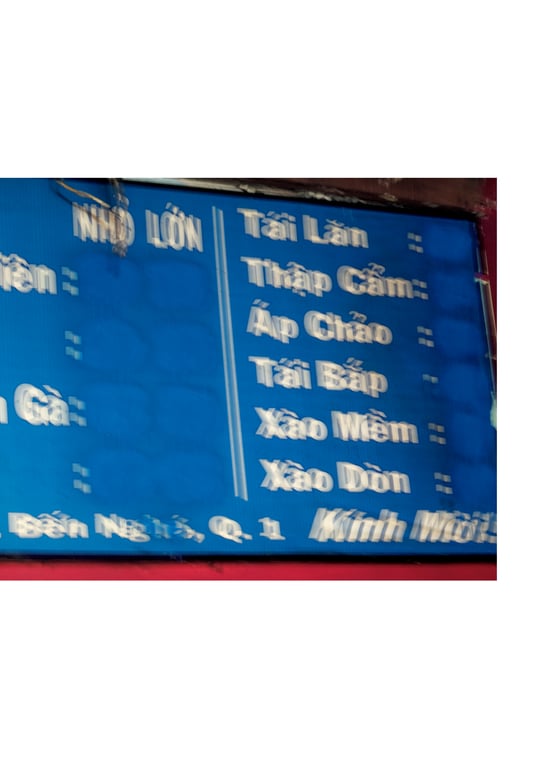 NHỎ LỚN
Gà:
Tái Lăn :
Thập Cẩm:
Áp Chảo :
Tái Bắp :
Xào Mềm :
Xào Dòn :
Bến Nghé, Q. 1 Kính Mời!